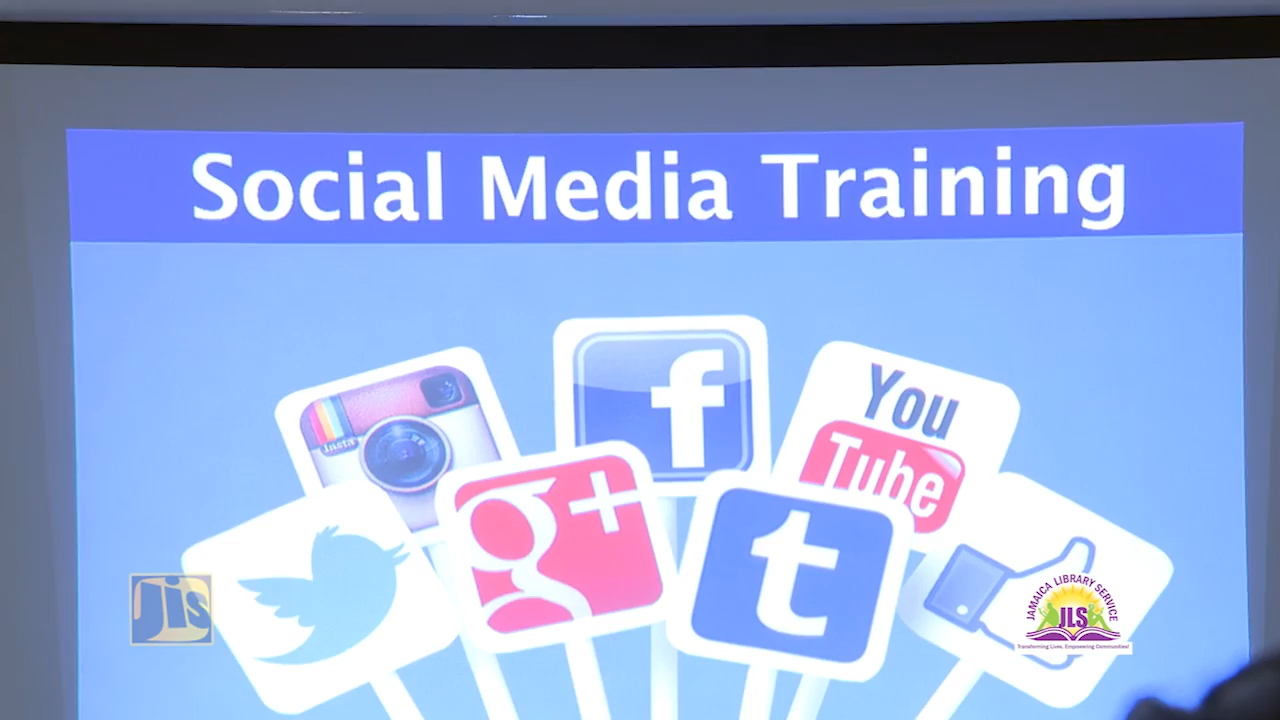 Social Media Training
Insta
f
You
Tube
g+
t
JIS
JAMAICA LIBRARY SERVICE
JLS
Transforming Lives, Empowering Communities!